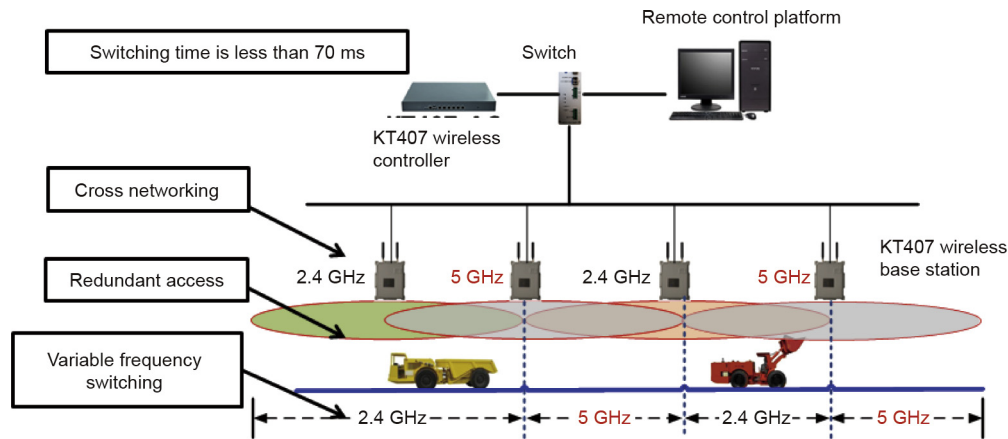 Remote control platform
Switching time is less than 70 ms
Switch
KT407 wireless
controller
Cross networking
2.4 GHz
5 GHz
2.4 GHz
5 GHz
KT407 wireless
base station
Redundant access
Variable frequency
switching
2.4 GHz
5 GHz
2.4 GHz
5 GHz